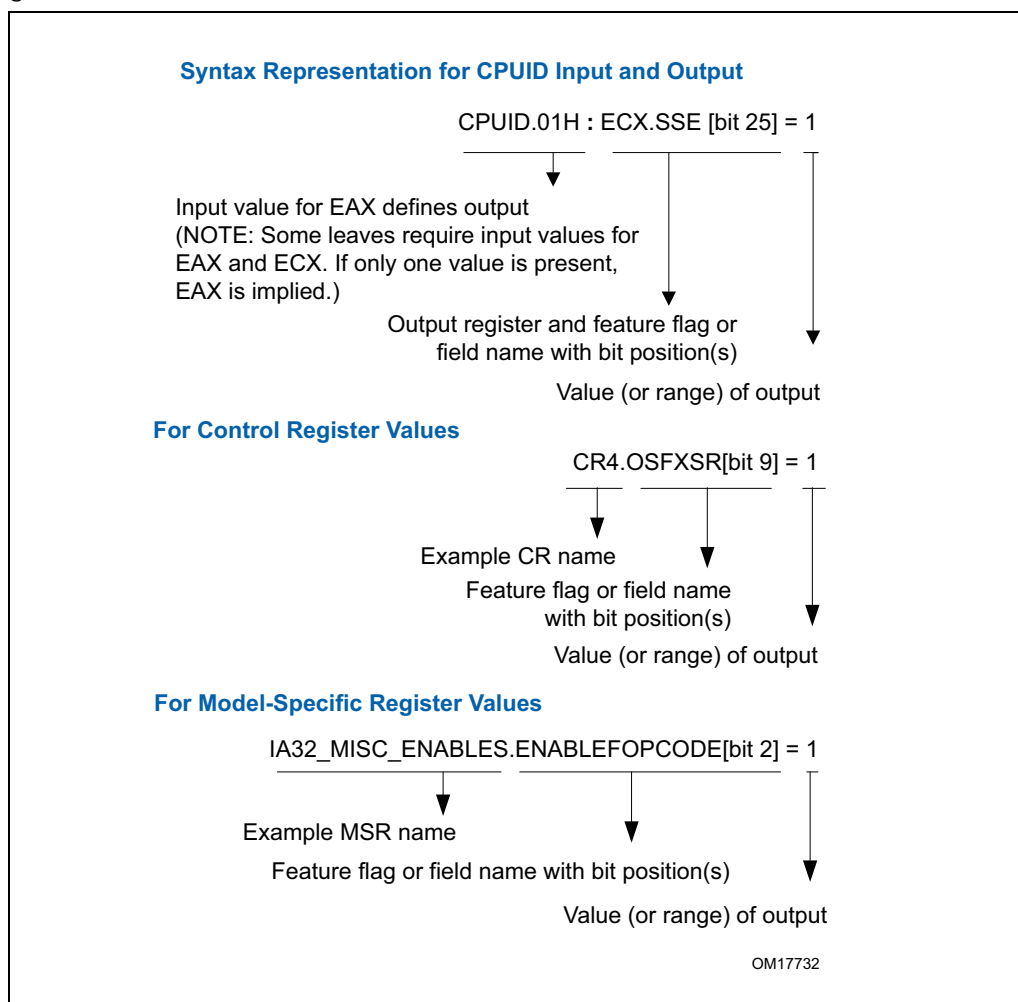 Syntax Representation for CPUID Input and Output
CPUID.01H : ECX.SSE [bit 25] = 1
Input value for EAX defines output
(NOTE: Some leaves require input values for
EAX and ECX. If only one value is present,
EAX is implied.)
Output register and feature flag or
field name with bit position(s)
Value (or range) of output
For Control Register Values
CR4.OSFXSR[bit 9] = 1
Example CR name
Feature flag or field name
with bit position(s)
Value (or range) of output
For Model-Specific Register Values
IA32_MISC_ENABLES.ENABLEFOPCODE[bit 2] = 1
Example MSR name
Feature flag or field name with bit position(s)
Value (or range) of output
OM17732